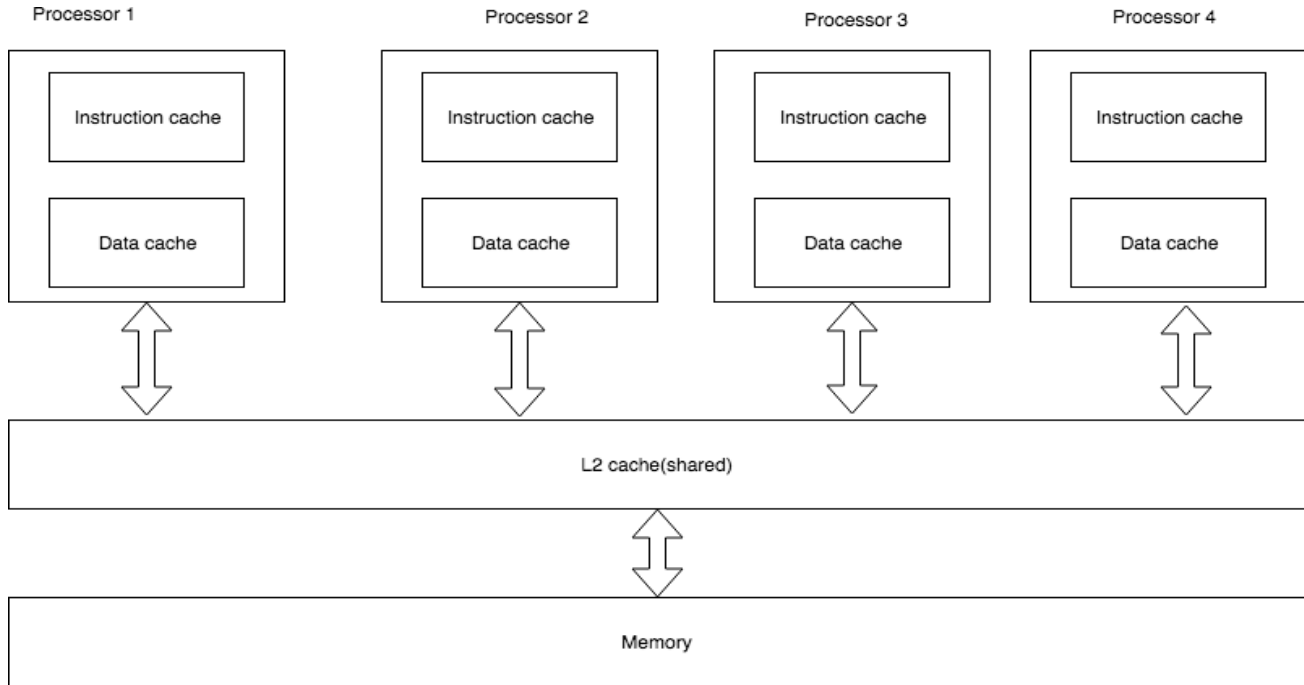 Processor 1
Processor 2
Processor 3
Processor 4
Instruction cache
Instruction cache
Instruction cache
Instruction cache
Data cache
Data cache
Data cache
Data cache
L2 cache(shared)
Memory